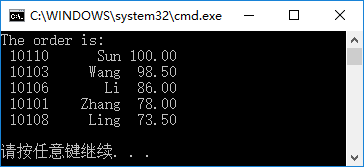 C:\WINDOWS\system32\cmd.exe
The order is:
10110 Sun 100.00
10103 Wang 98.50
10106 Li 86.00
10101 Zhang 78.00
10108 Ling 73.50
请按任意键继续. . .